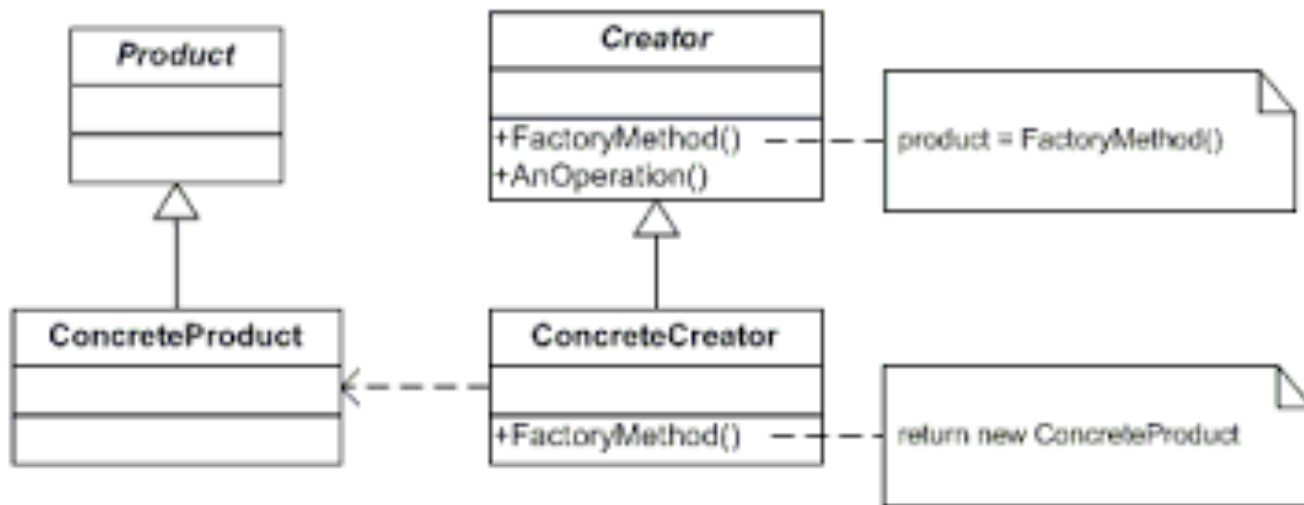 Product
Creator
+FactoryMethod()
+AnOperation()
product = FactoryMethod()
ConcreteProduct
ConcreteCreator
+FactoryMethod()
return new ConcreteProduct